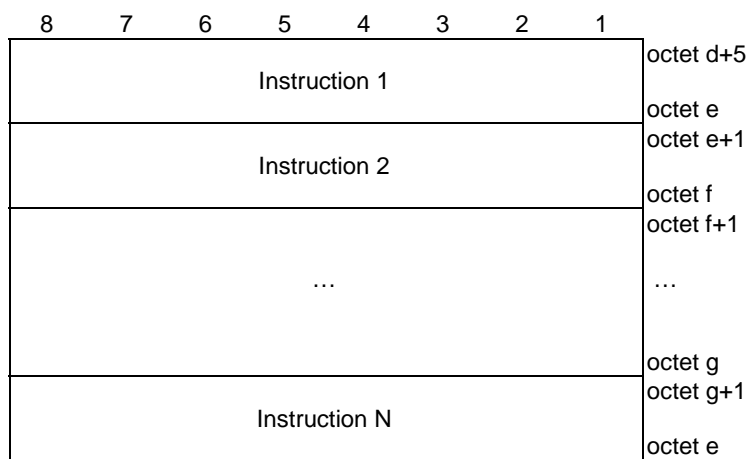 8 7 6 5 4 3 2 1
octet d+5
Instruction 1
octet e
octet e+1
Instruction 2
octet f
octet f+1
… …
octet g
octet g+1
Instruction N
octet e